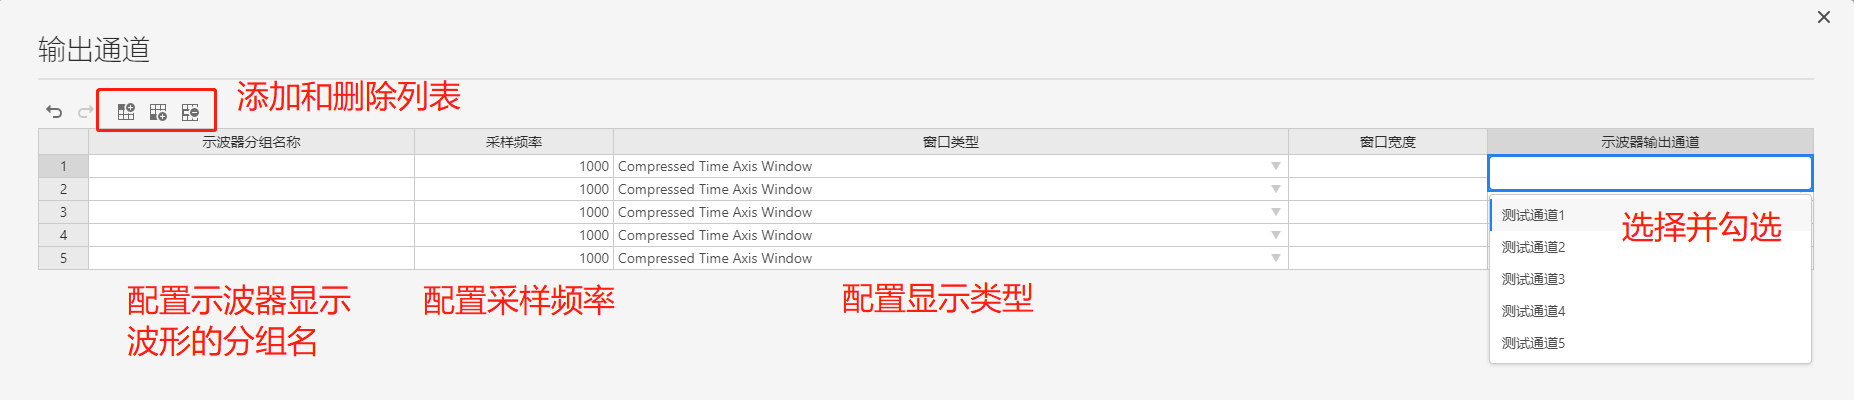 输出通道
添加和删除列表
示波器分组名称 采样频率 窗口类型 窗口宽度 示波器输出通道
1 1000 Compressed Time Axis Window
2 1000 Compressed Time Axis Window
3 1000 Compressed Time Axis Window
4 1000 Compressed Time Axis Window
5 1000 Compressed Time Axis Window
测试通道1
测试通道2
测试通道3
测试通道4
测试通道5
选择并勾选
配置示波器显示
波形的分组名
配置采样频率
配置显示类型